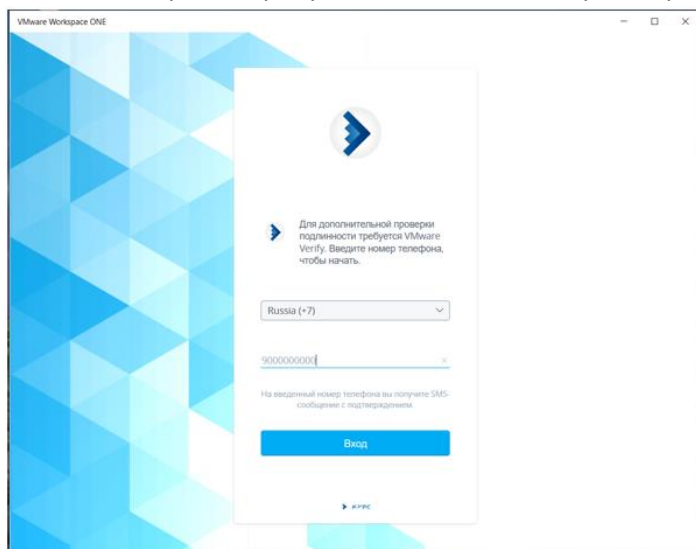 VMware Workspace ONE
Для дополнительной проверки
подлинности требуется VMware
Verify. Введите номер телефона,
чтобы начать.
Russia (+7)
9000000000
На введенный номер телефона вы получите SMS-
сообщение с подтверждением.
Вход